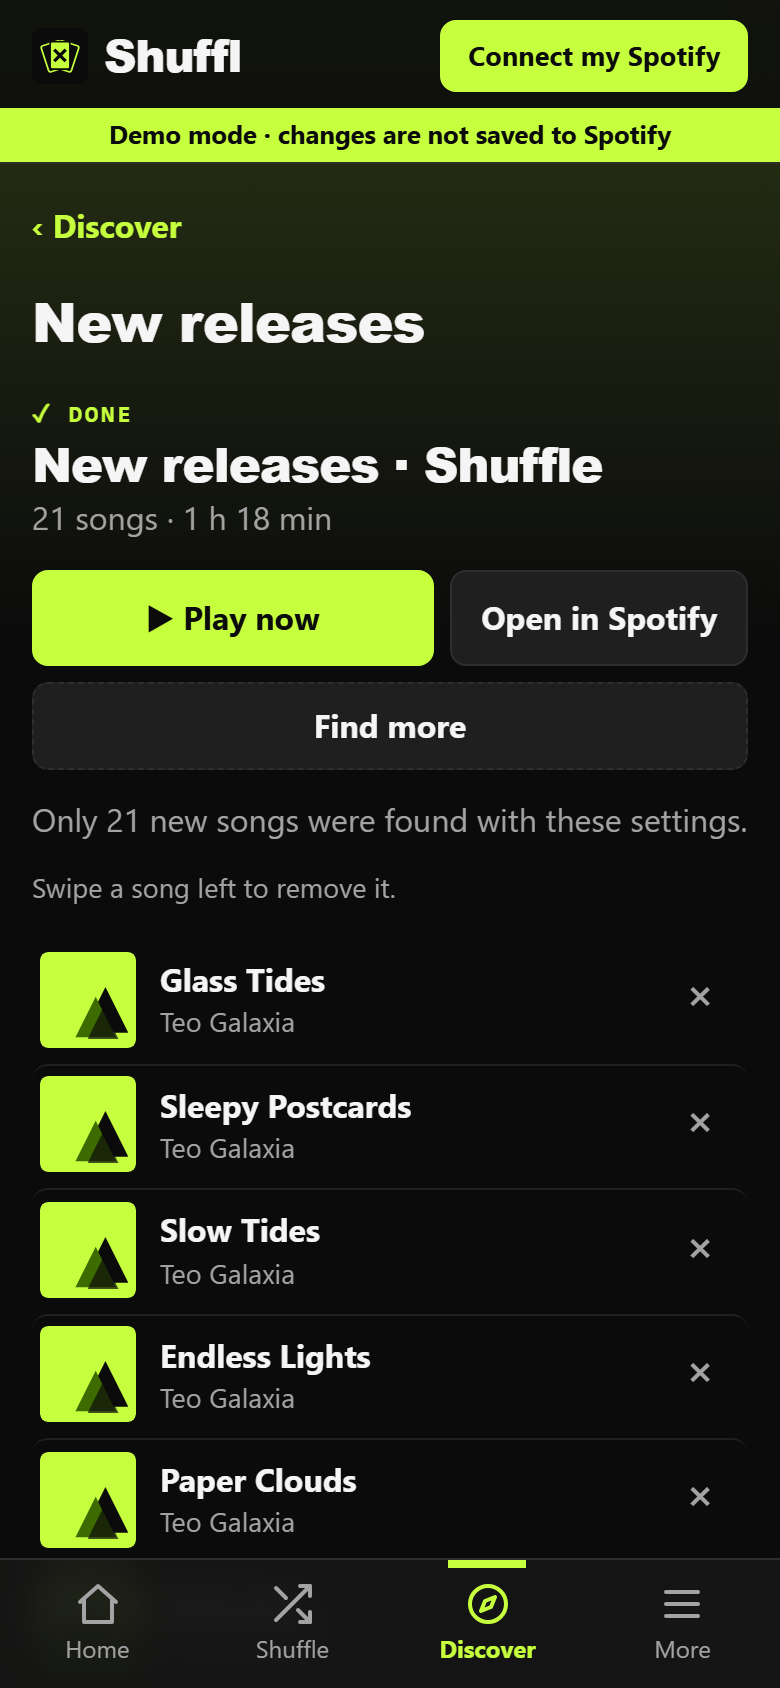 Shuffl
Connect my Spotify
Demo mode · changes are not saved to Spotify
‹ Discover
New releases
✓ DONE
New releases · Shuffle
21 songs · 1 h 18 min
▶ Play now
Open in Spotify
Find more
Only 21 new songs were found with these settings.
Swipe a song left to remove it.
Glass Tides
Teo Galaxia
✕
Sleepy Postcards
Teo Galaxia
✕
Slow Tides
Teo Galaxia
✕
Endless Lights
Teo Galaxia
✕
Paper Clouds
Teo Galaxia
✕
Home
Shuffle
Discover
More